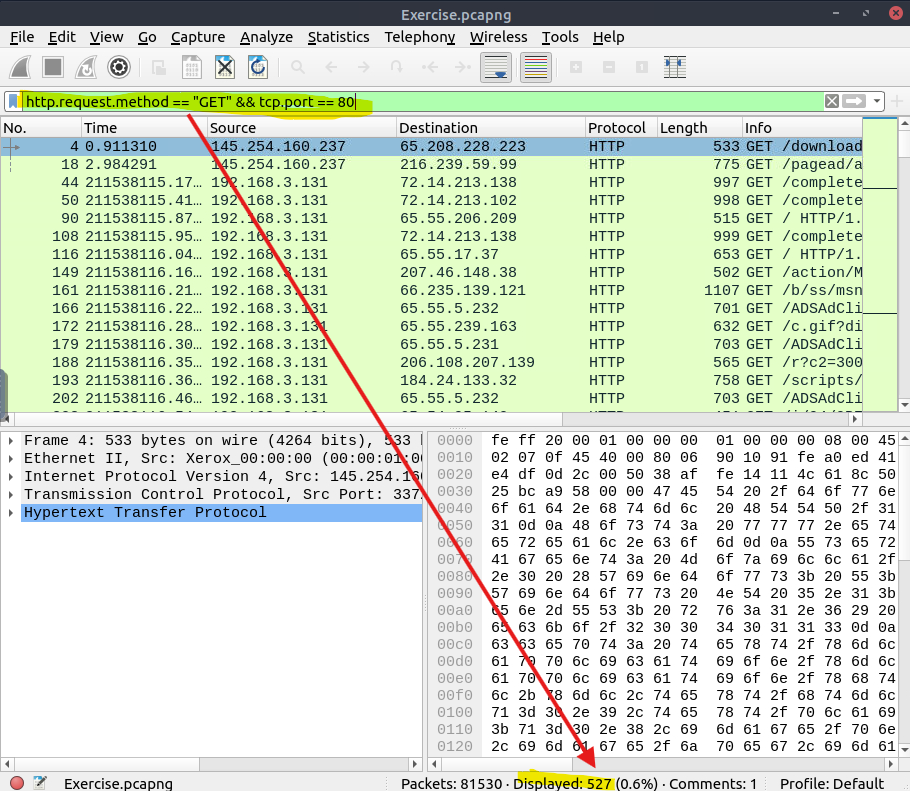 Exercise.pcapng
File Edit View Go Capture Analyze Statistics Telephony Wireless Tools Help
http.request.method == "GET" && tcp.port == 80
No. Time Source Destination Protocol Length Info
4 0.911310 145.254.160.237 65.208.228.223 HTTP 533 GET /download
18 2.984291 145.254.160.237 216.239.59.99 HTTP 775 GET /pagead/a
44 211538115.17… 192.168.3.131 72.14.213.138 HTTP 997 GET /complete
50 211538115.41… 192.168.3.131 72.14.213.102 HTTP 998 GET /complete
90 211538115.87… 192.168.3.131 65.55.206.209 HTTP 515 GET / HTTP/1.
108 211538115.95… 192.168.3.131 72.14.213.138 HTTP 999 GET /complete
116 211538116.04… 192.168.3.131 65.55.17.37 HTTP 653 GET / HTTP/1.
149 211538116.16… 192.168.3.131 207.46.148.38 HTTP 502 GET /action/M
161 211538116.21… 192.168.3.131 66.235.139.121 HTTP 1107 GET /b/ss/msn
166 211538116.22… 192.168.3.131 65.55.5.232 HTTP 701 GET /ADSAdCli
172 211538116.28… 192.168.3.131 65.55.239.163 HTTP 632 GET /c.gif?di
179 211538116.30… 192.168.3.131 65.55.5.231 HTTP 703 GET /ADSAdCli
188 211538116.35… 192.168.3.131 206.108.207.139 HTTP 565 GET /r?c2=300
193 211538116.36… 192.168.3.131 184.24.133.32 HTTP 758 GET /scripts/
202 211538116.46… 192.168.3.131 65.55.5.232 HTTP 703 GET /ADSAdCli
Frame 4: 533 bytes on wire (4264 bits), 533
Ethernet II, Src: Xerox_00:00:00 (00:00:01:00
Internet Protocol Version 4, Src: 145.254.160
Transmission Control Protocol, Src Port: 337
Hypertext Transfer Protocol
0000 fe ff 20 00 01 00 00 00 01 00 00 00 08 00 45
0010 02 07 0f 45 40 00 80 06 90 10 91 fe a0 ed 41
0020 e4 df 0d 2c 00 50 38 af fe 14 11 4c 61 8c 50
0030 25 bc a9 58 00 00 47 45 54 20 2f 64 6f 77 6e
0040 6f 61 64 2e 68 74 6d 6c 20 48 54 54 50 2f 31
0050 31 0d 0a 48 6f 73 74 3a 20 77 77 77 2e 65 74
0060 65 72 65 61 6c 2e 63 6f 6d 0d 0a 55 73 65 72
0070 41 67 65 6e 74 3a 20 4d 6f 7a 69 6c 6c 61 2f
0080 2e 30 20 28 57 69 6e 64 6f 77 73 3b 20 55 3b
0090 57 69 6e 64 6f 77 73 20 4e 54 20 35 2e 31 3b
00a0 65 6e 2d 55 53 3b 20 72 76 3a 31 2e 36 29 20
00b0 65 63 6b 6f 2f 32 30 30 34 30 31 31 33 0d 0a
00c0 63 63 65 70 74 3a 20 74 65 78 74 2f 78 6d 6c
00d0 61 70 70 6c 69 63 61 74 69 6f 6e 2f 78 6d 6c
00e0 61 70 70 6c 69 63 61 74 69 6f 6e 2f 78 68 74
00f0 6c 2b 78 6d 6c 2c 74 65 78 74 2f 68 74 6d 6c
0100 71 3d 30 2e 39 2c 74 65 78 74 2f 70 6c 61 69
0110 3b 71 3d 30 2e 38 2c 69 6d 61 67 65 2f 70 6e
0120 2c 69 6d 61 67 65 2f 6a 70 65 67 2c 69 6d 61
Exercise.pcapng Packets: 81530 · Displayed: 527 (0.6%) · Comments: 1 Profile: Default